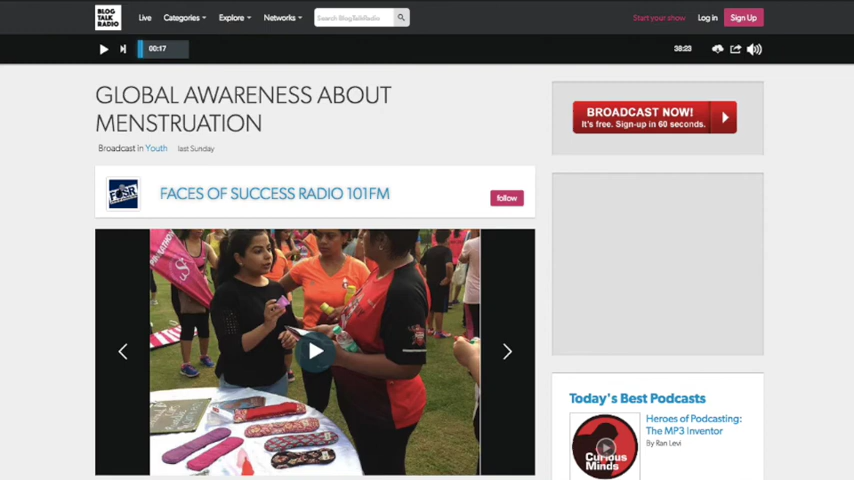 BLOG
TALK
RADIO
Live
Categories
Explore
Networks
Search BlogTalkRadio
Start your show
Log in
Sign Up
00:17
38:23
GLOBAL AWARENESS ABOUT
MENSTRUATION
Broadcast in Youth
last Sunday
FOSR
FACES OF SUCCESS RADIO 101FM
follow
BROADCAST NOW!
It's free. Sign-up in 60 seconds.
Today's Best Podcasts
Heroes of Podcasting:
The MP3 Inventor
By Ran Levi
Curious
Minds